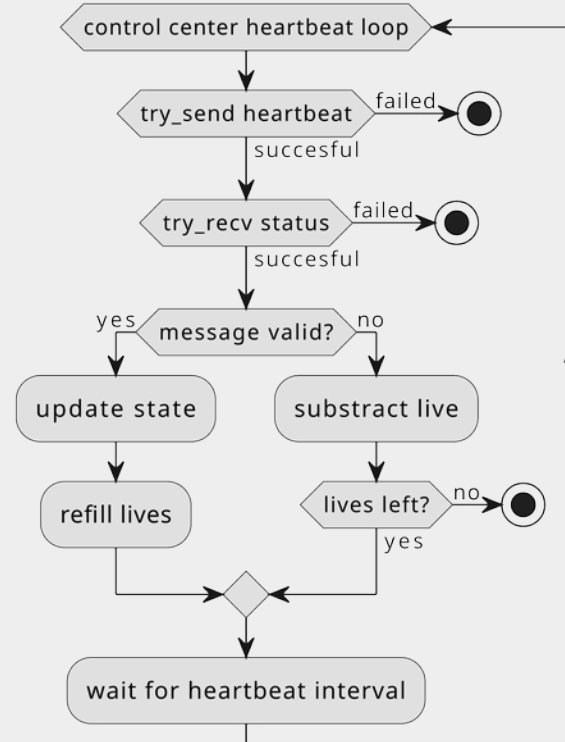 control center heartbeat loop
try_send heartbeat
failed
succesful
try_recv status
failed
succesful
yes
message valid?
no
update state
substract live
refill lives
lives left?
no
yes
wait for heartbeat interval